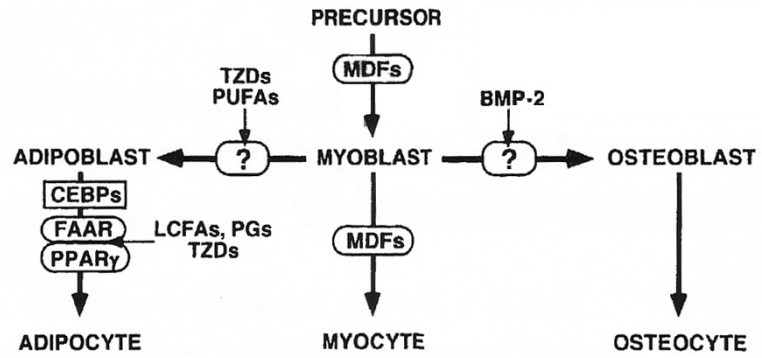 PRECURSOR
MDFs
TZDs
PUFAs
BMP-2
ADIPOBLAST
?
MYOBLAST
?
OSTEOBLAST
CEBPs
FAAR
LCFAs, PGs
TZDs
PPARγ
MDFs
ADIPOCYTE
MYOCYTE
OSTEOCYTE